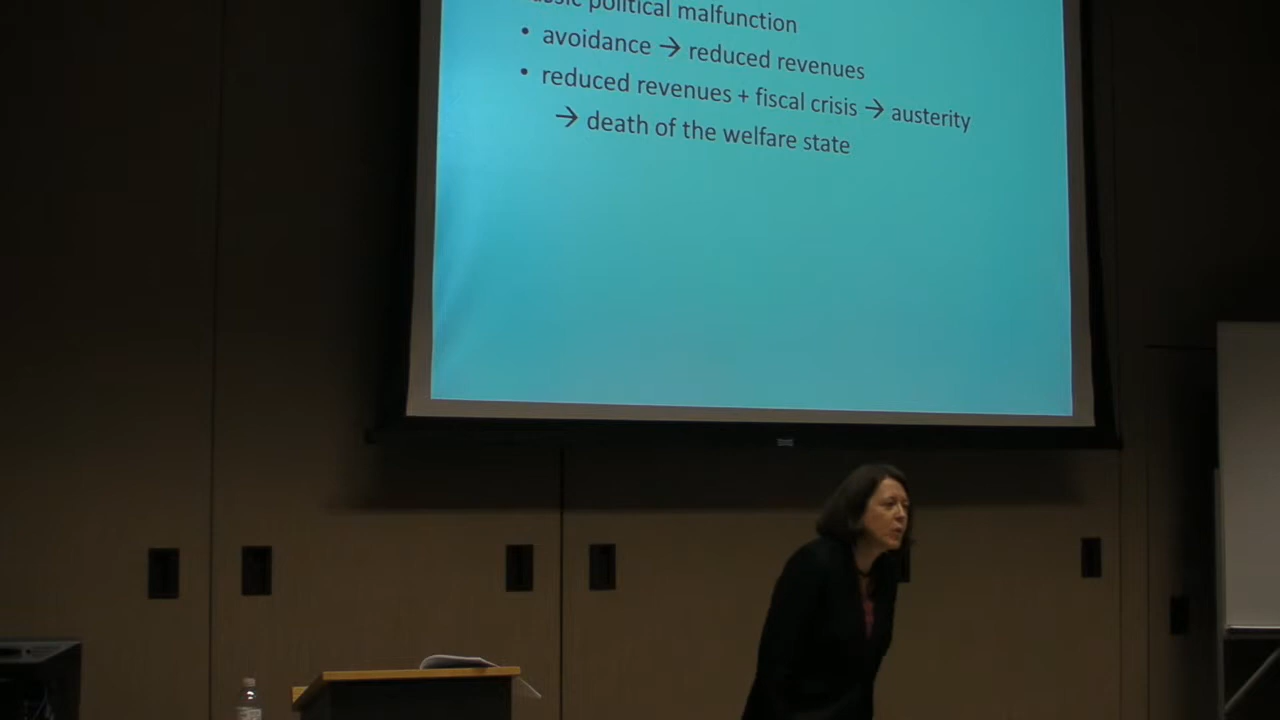 political malfunction
• avoidance → reduced revenues
• reduced revenues + fiscal crisis → austerity
→ death of the welfare state